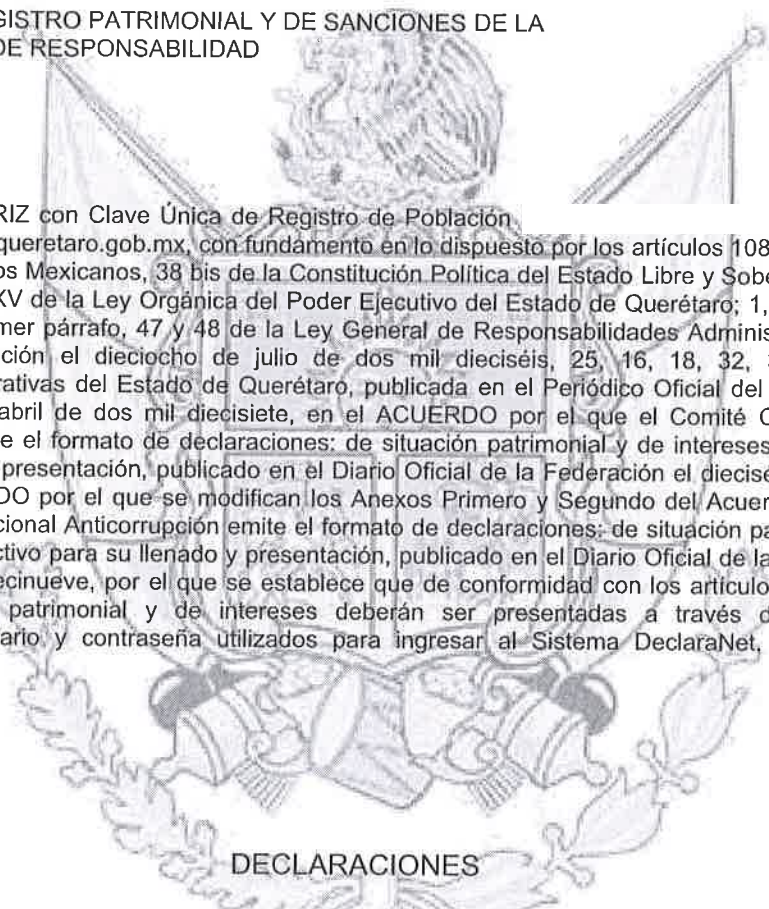 GISTRO PATRIMONIAL Y DE SANCIONES DE LA
DE RESPONSABILIDAD
RIZ con Clave Única de Registro de Población
queretaro.gob.mx, con fundamento en lo dispuesto por los artículos 108
os Mexicanos, 38 bis de la Constitución Política del Estado Libre y Sobe
XV de la Ley Orgánica del Poder Ejecutivo del Estado de Querétaro; 1,
mer párrafo, 47 y 48 de la Ley General de Responsabilidades Adminis
ción el dieciocho de julio de dos mil dieciséis, 25, 16, 18, 32,
rativas del Estado de Querétaro, publicada en el Periódico Oficial del
abril de dos mil diecisiete, en el ACUERDO por el que el Comité C
e el formato de declaraciones: de situación patrimonial y de intereses
presentación, publicado en el Diario Oficial de la Federación el diecisé
DO por el que se modifican los Anexos Primero y Segundo del Acuer
cional Anticorrupción emite el formato de declaraciones: de situación pa
ctivo para su llenado y presentación, publicado en el Diario Oficial de la
ecinueve, por el que se establece que de conformidad con los artículo
patrimonial y de intereses deberán ser presentadas a través d
ario y contraseña utilizados para ingresar al Sistema DeclaraNet,
DECLARACIONES